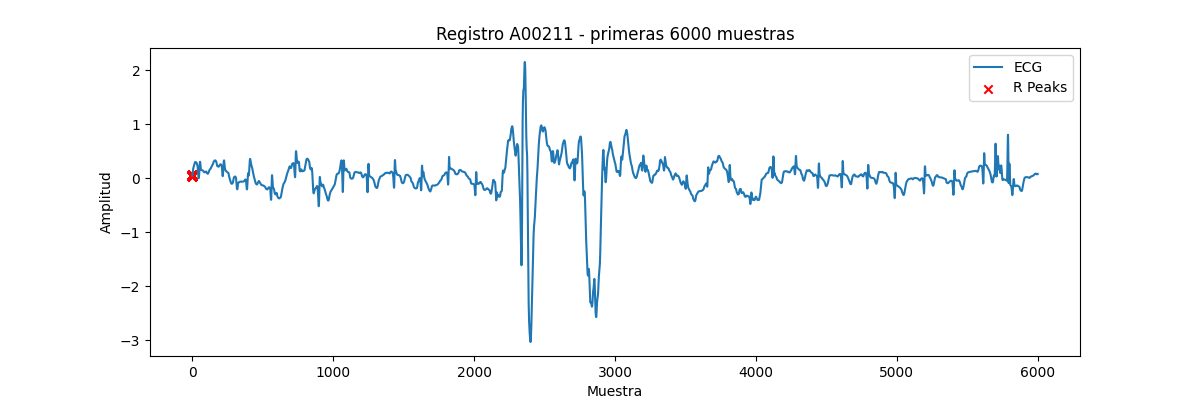 Registro A00211 - primeras 6000 muestras
ECG
R Peaks
Amplitud
2
1
0
−1
−2
−3
0 1000 2000 3000 4000 5000 6000
Muestra